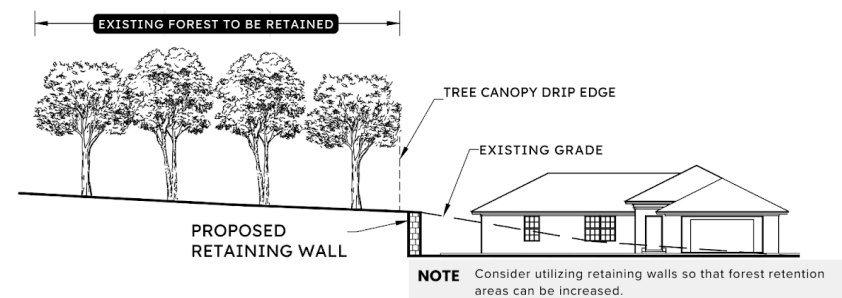 EXISTING FOREST TO BE RETAINED
TREE CANOPY DRIP EDGE
EXISTING GRADE
PROPOSED
RETAINING WALL
NOTE Consider utilizing retaining walls so that forest retention
areas can be increased.